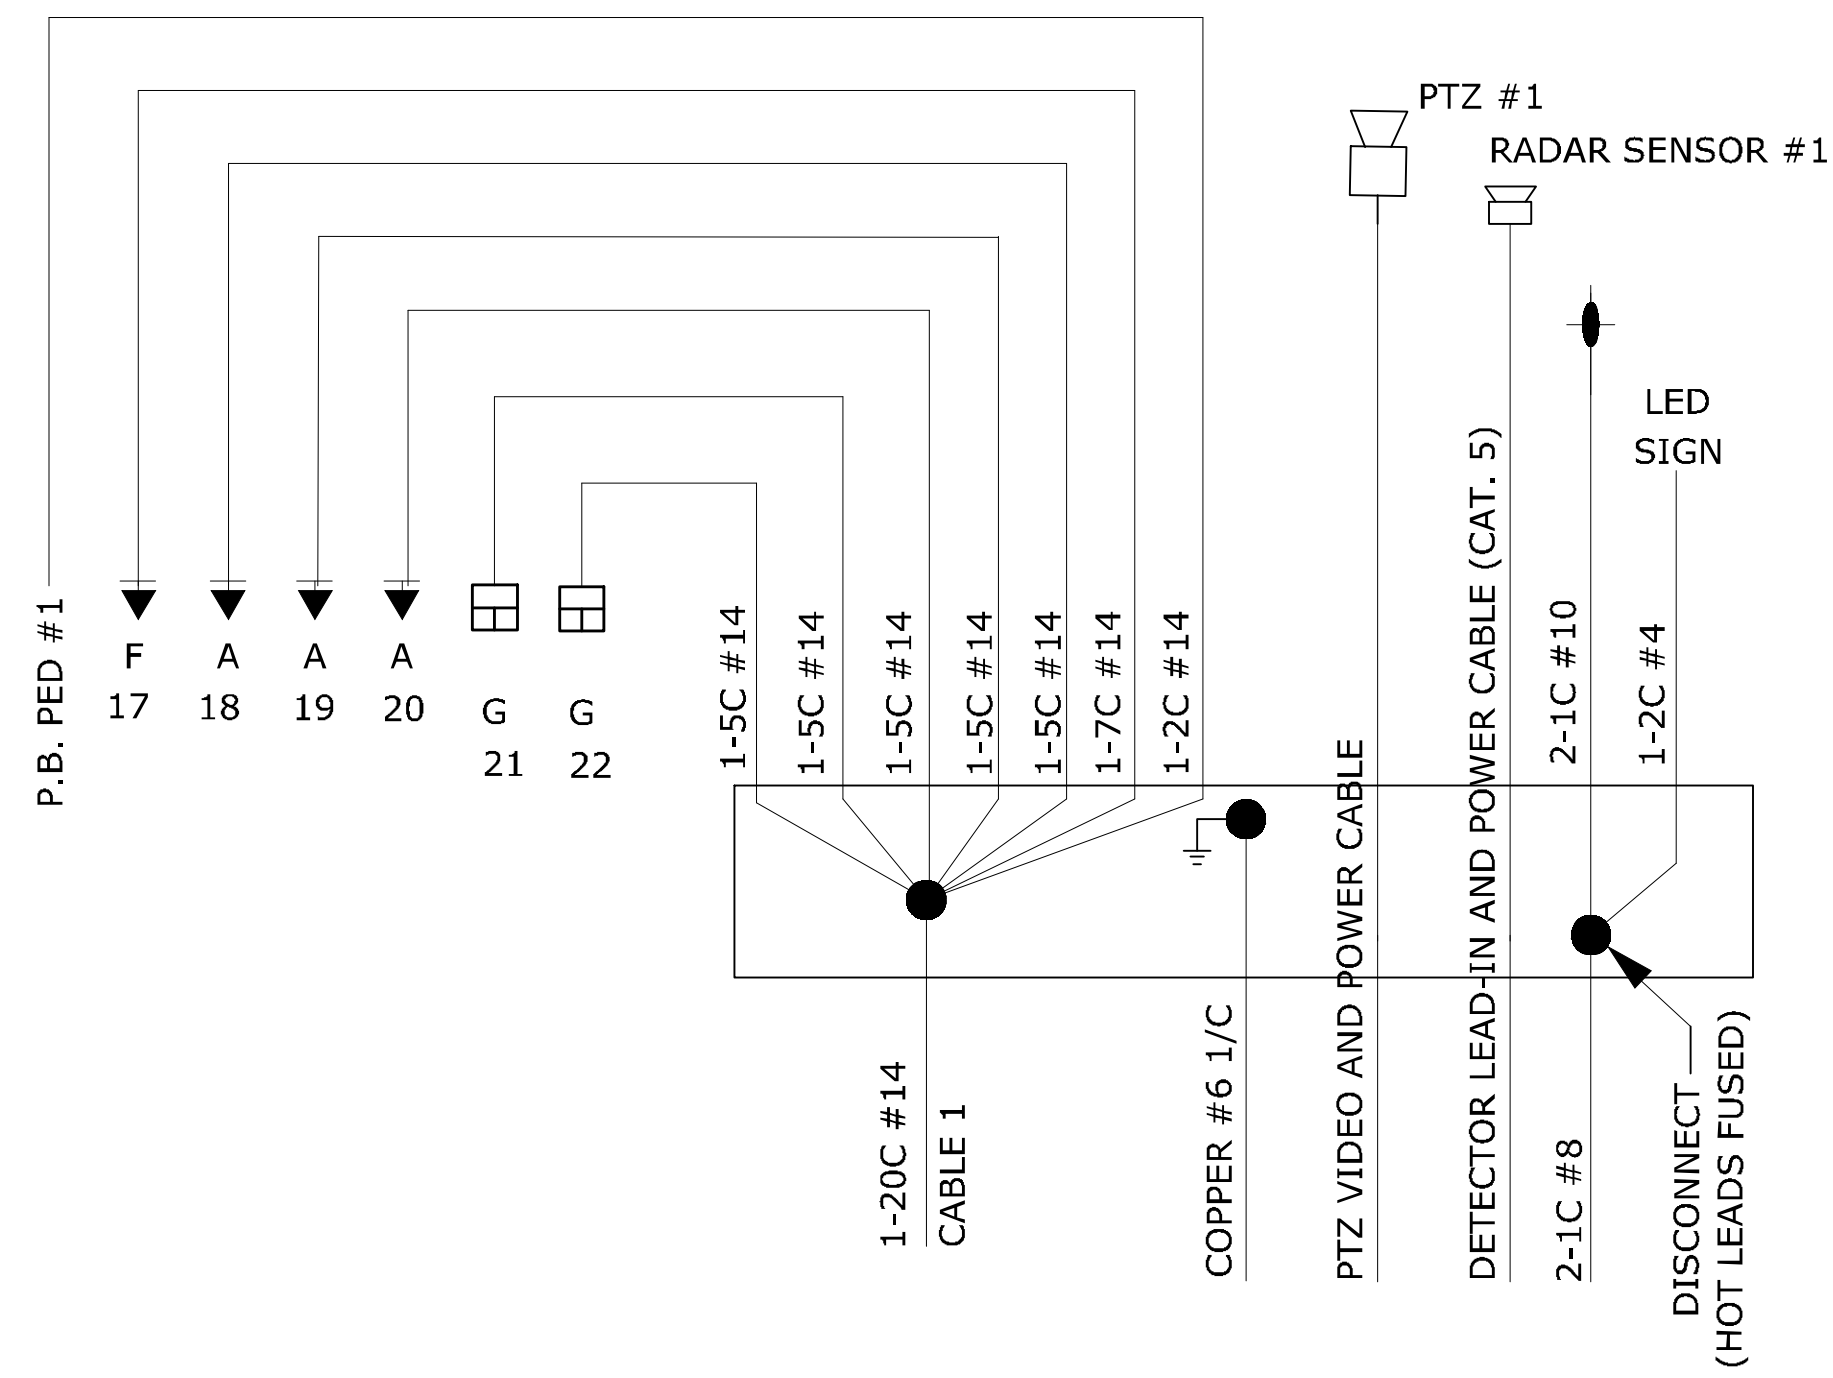 PTZ #1
RADAR SENSOR #1
LED
SIGN
P.B. PED #1
F
17
A
18
A
19
A
20
G
21
G
22
1-5C #14
1-5C #14
1-5C #14
1-5C #14
1-5C #14
1-7C #14
1-2C #14
PTZ VIDEO AND POWER CABLE
DETECTOR LEAD-IN AND POWER CABLE (CAT. 5)
2-1C #10
1-2C #4
1-20C #14
CABLE 1
COPPER #6 1/C
2-1C #8
DISCONNECT
(HOT LEADS FUSED)